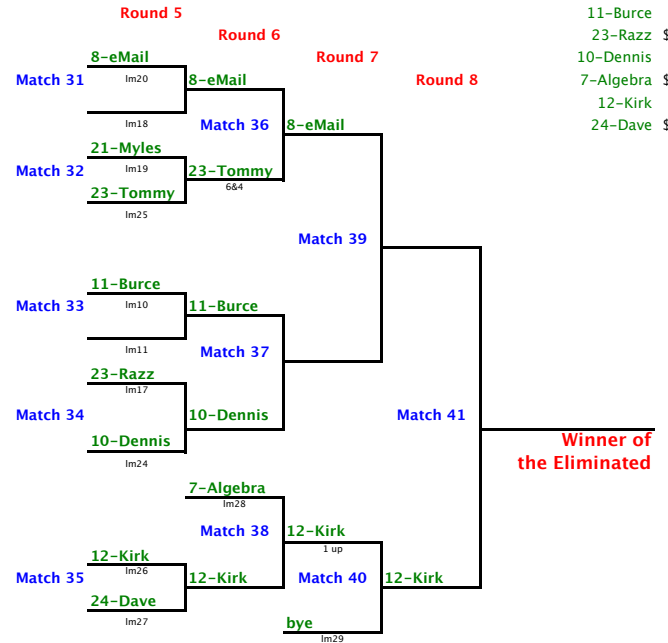 Round 5
Round 6
Round 7
Round 8
11-Burce
23-Razz $
10-Dennis
7-Algebra $
12-Kirk
24-Dave $
8-eMail
Match 31
lm20
8-eMail
lm18
Match 36
8-eMail
21-Myles
Match 32
lm19
23-Tommy
6&4
23-Tommy
lm25
Match 39
11-Burce
Match 33
lm10
11-Burce
lm11
Match 37
23-Razz
lm17
Match 34
10-Dennis
10-Dennis
lm24
Match 41
Winner of
the Eliminated
7-Algebra
lm28
Match 38
12-Kirk
1 up
12-Kirk
lm26
Match 35
12-Kirk
Match 40
12-Kirk
24-Dave
lm27
bye
lm29